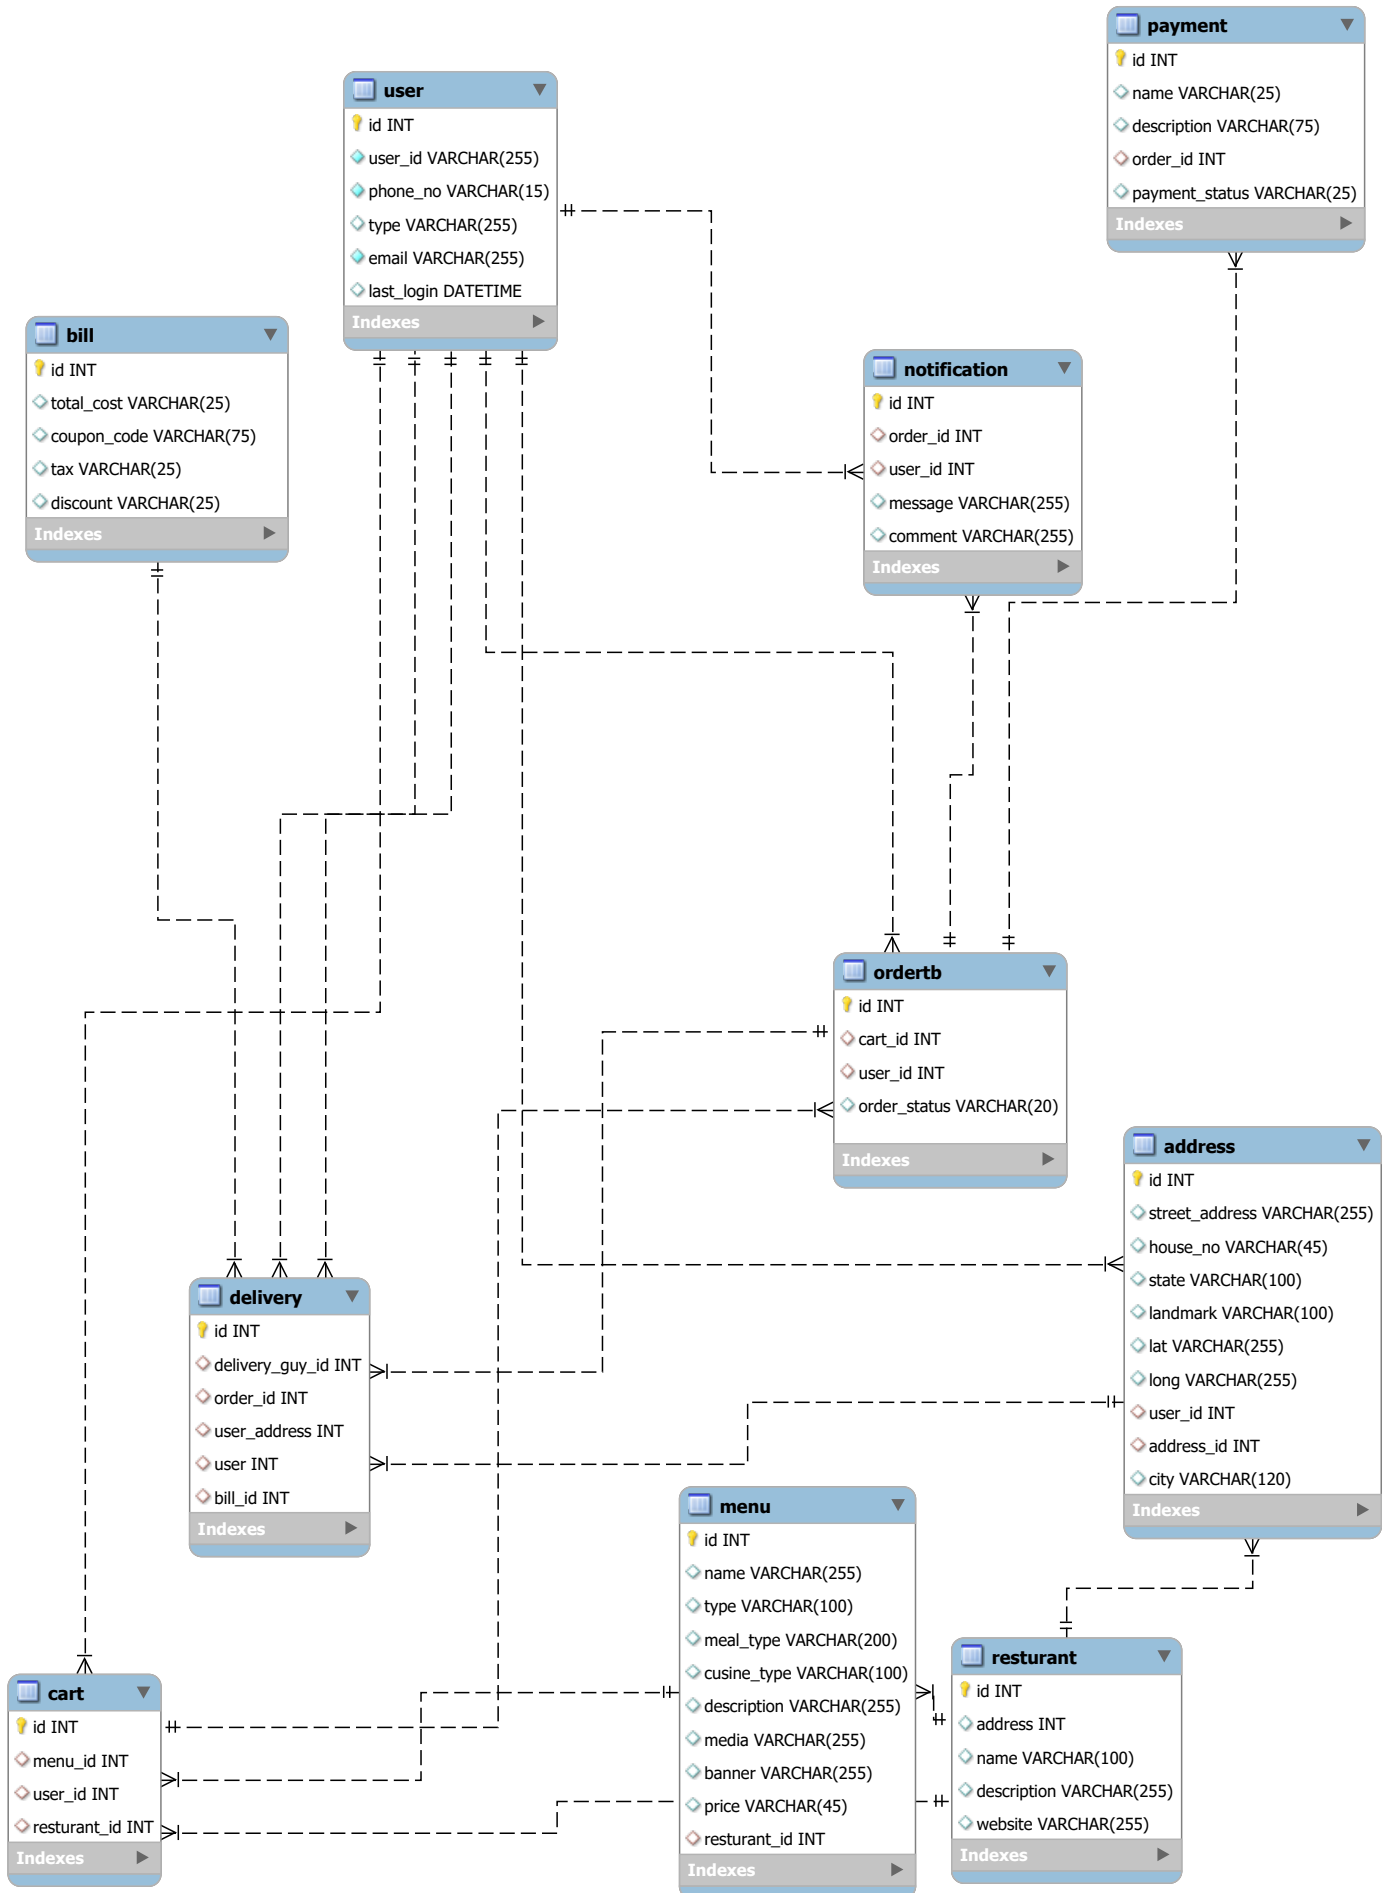 payment
id INT
name VARCHAR(25)
description VARCHAR(75)
order_id INT
payment_status VARCHAR(25)
Indexes
user
id INT
user_id VARCHAR(255)
phone_no VARCHAR(15)
type VARCHAR(255)
email VARCHAR(255)
last_login DATETIME
Indexes
bill
id INT
total_cost VARCHAR(25)
coupon_code VARCHAR(75)
tax VARCHAR(25)
discount VARCHAR(25)
Indexes
notification
id INT
order_id INT
user_id INT
message VARCHAR(255)
comment VARCHAR(255)
Indexes
ordertb
id INT
cart_id INT
user_id INT
order_status VARCHAR(20)
Indexes
address
id INT
street_address VARCHAR(255)
house_no VARCHAR(45)
state VARCHAR(100)
landmark VARCHAR(100)
lat VARCHAR(255)
long VARCHAR(255)
user_id INT
address_id INT
city VARCHAR(120)
Indexes
delivery
id INT
delivery_guy_id INT
order_id INT
user_address INT
user INT
bill_id INT
Indexes
menu
id INT
name VARCHAR(255)
type VARCHAR(100)
meal_type VARCHAR(200)
cusine_type VARCHAR(100)
description VARCHAR(255)
media VARCHAR(255)
banner VARCHAR(255)
price VARCHAR(45)
resturant_id INT
Indexes
resturant
id INT
address INT
name VARCHAR(100)
description VARCHAR(255)
website VARCHAR(255)
Indexes
cart
id INT
menu_id INT
user_id INT
resturant_id INT
Indexes